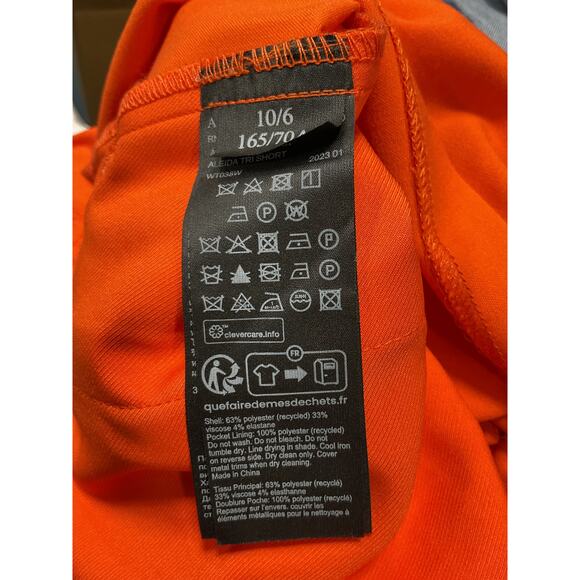 10/6
165/70A
ALEIDA TRI SHORT 2023 01
WT038W
clevercare.info
FR
quefairedemesdechets.fr
Shell: 63% polyester (recycled) 33%
viscose 4% elastane
Pocket Lining: 100% polyester (recycled)
Do not wash. Do not bleach. Do not
tumble dry. Line drying in shade. Cool iron
on reverse side. Dry clean only. Cover
metal trims when dry cleaning.
Made in China
Tissu Principal: 63% polyester (recyclé)
33% viscose 4% elasthanne
Doublure Poche: 100% polyester (recyclé)
Repasser sur l'envers. ouvrir les
éléments métalliques pour le nettoyage à